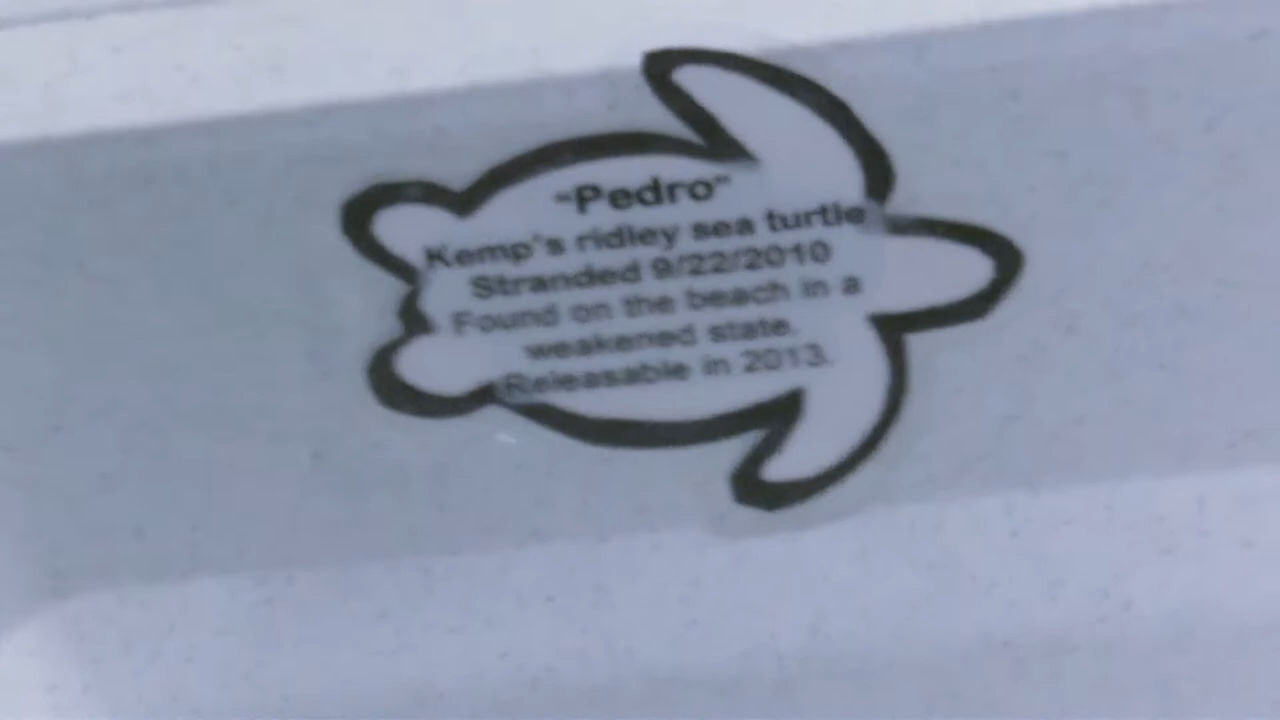 "Pedro"
Kemp's ridley sea turtle
Stranded 9/22/2010
Found on the beach in a
weakened state.
Releasable in 2013.